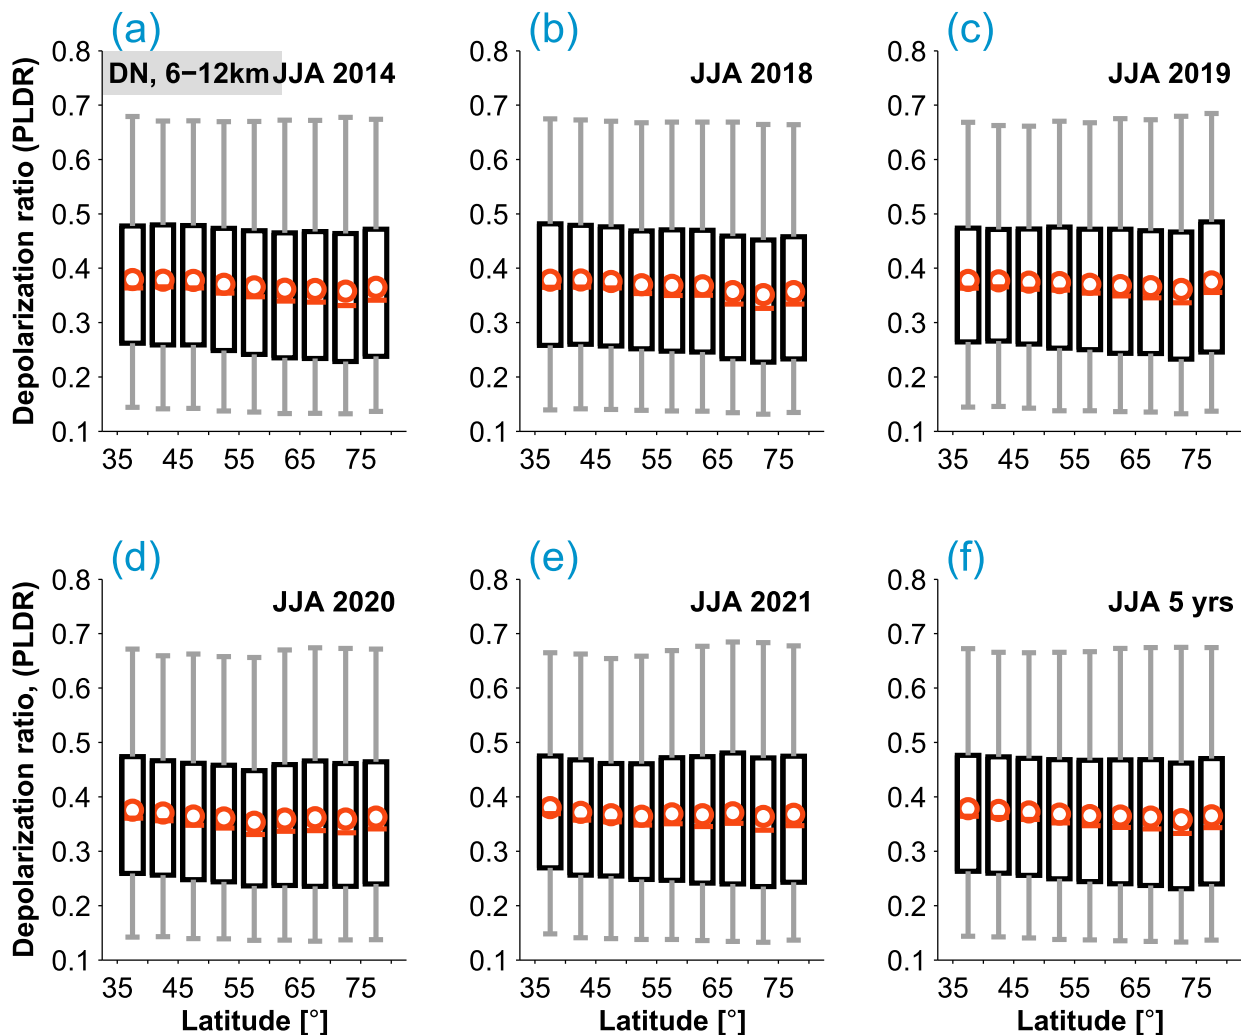 (a)
(b)
(c)
Depolarization ratio (PLDR)
0.8
0.7
0.6
0.5
0.4
0.3
0.2
0.1
DN, 6−12km
JJA 2014
35 45 55 65 75
0.8
0.7
0.6
0.5
0.4
0.3
0.2
0.1
JJA 2018
35 45 55 65 75
0.8
0.7
0.6
0.5
0.4
0.3
0.2
0.1
JJA 2019
35 45 55 65 75
(d)
(e)
(f)
Depolarization ratio, (PLDR)
0.8
0.7
0.6
0.5
0.4
0.3
0.2
0.1
JJA 2020
35 45 55 65 75
Latitude [°]
0.8
0.7
0.6
0.5
0.4
0.3
0.2
0.1
JJA 2021
35 45 55 65 75
Latitude [°]
0.8
0.7
0.6
0.5
0.4
0.3
0.2
0.1
JJA 5 yrs
35 45 55 65 75
Latitude [°]